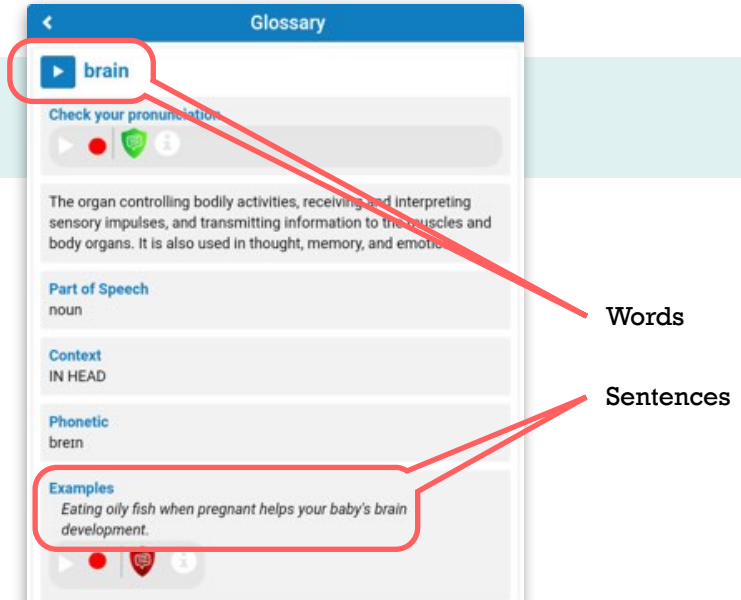 Glossary
brain
Check your pronunciation
The organ controlling bodily activities, receiving and interpreting
sensory impulses, and transmitting information to the muscles and
body organs. It is also used in thought, memory, and emotion
Part of Speech
noun
Words
Context
IN HEAD
Sentences
Phonetic
breɪn
Examples
Eating oily fish when pregnant helps your baby's brain
development.